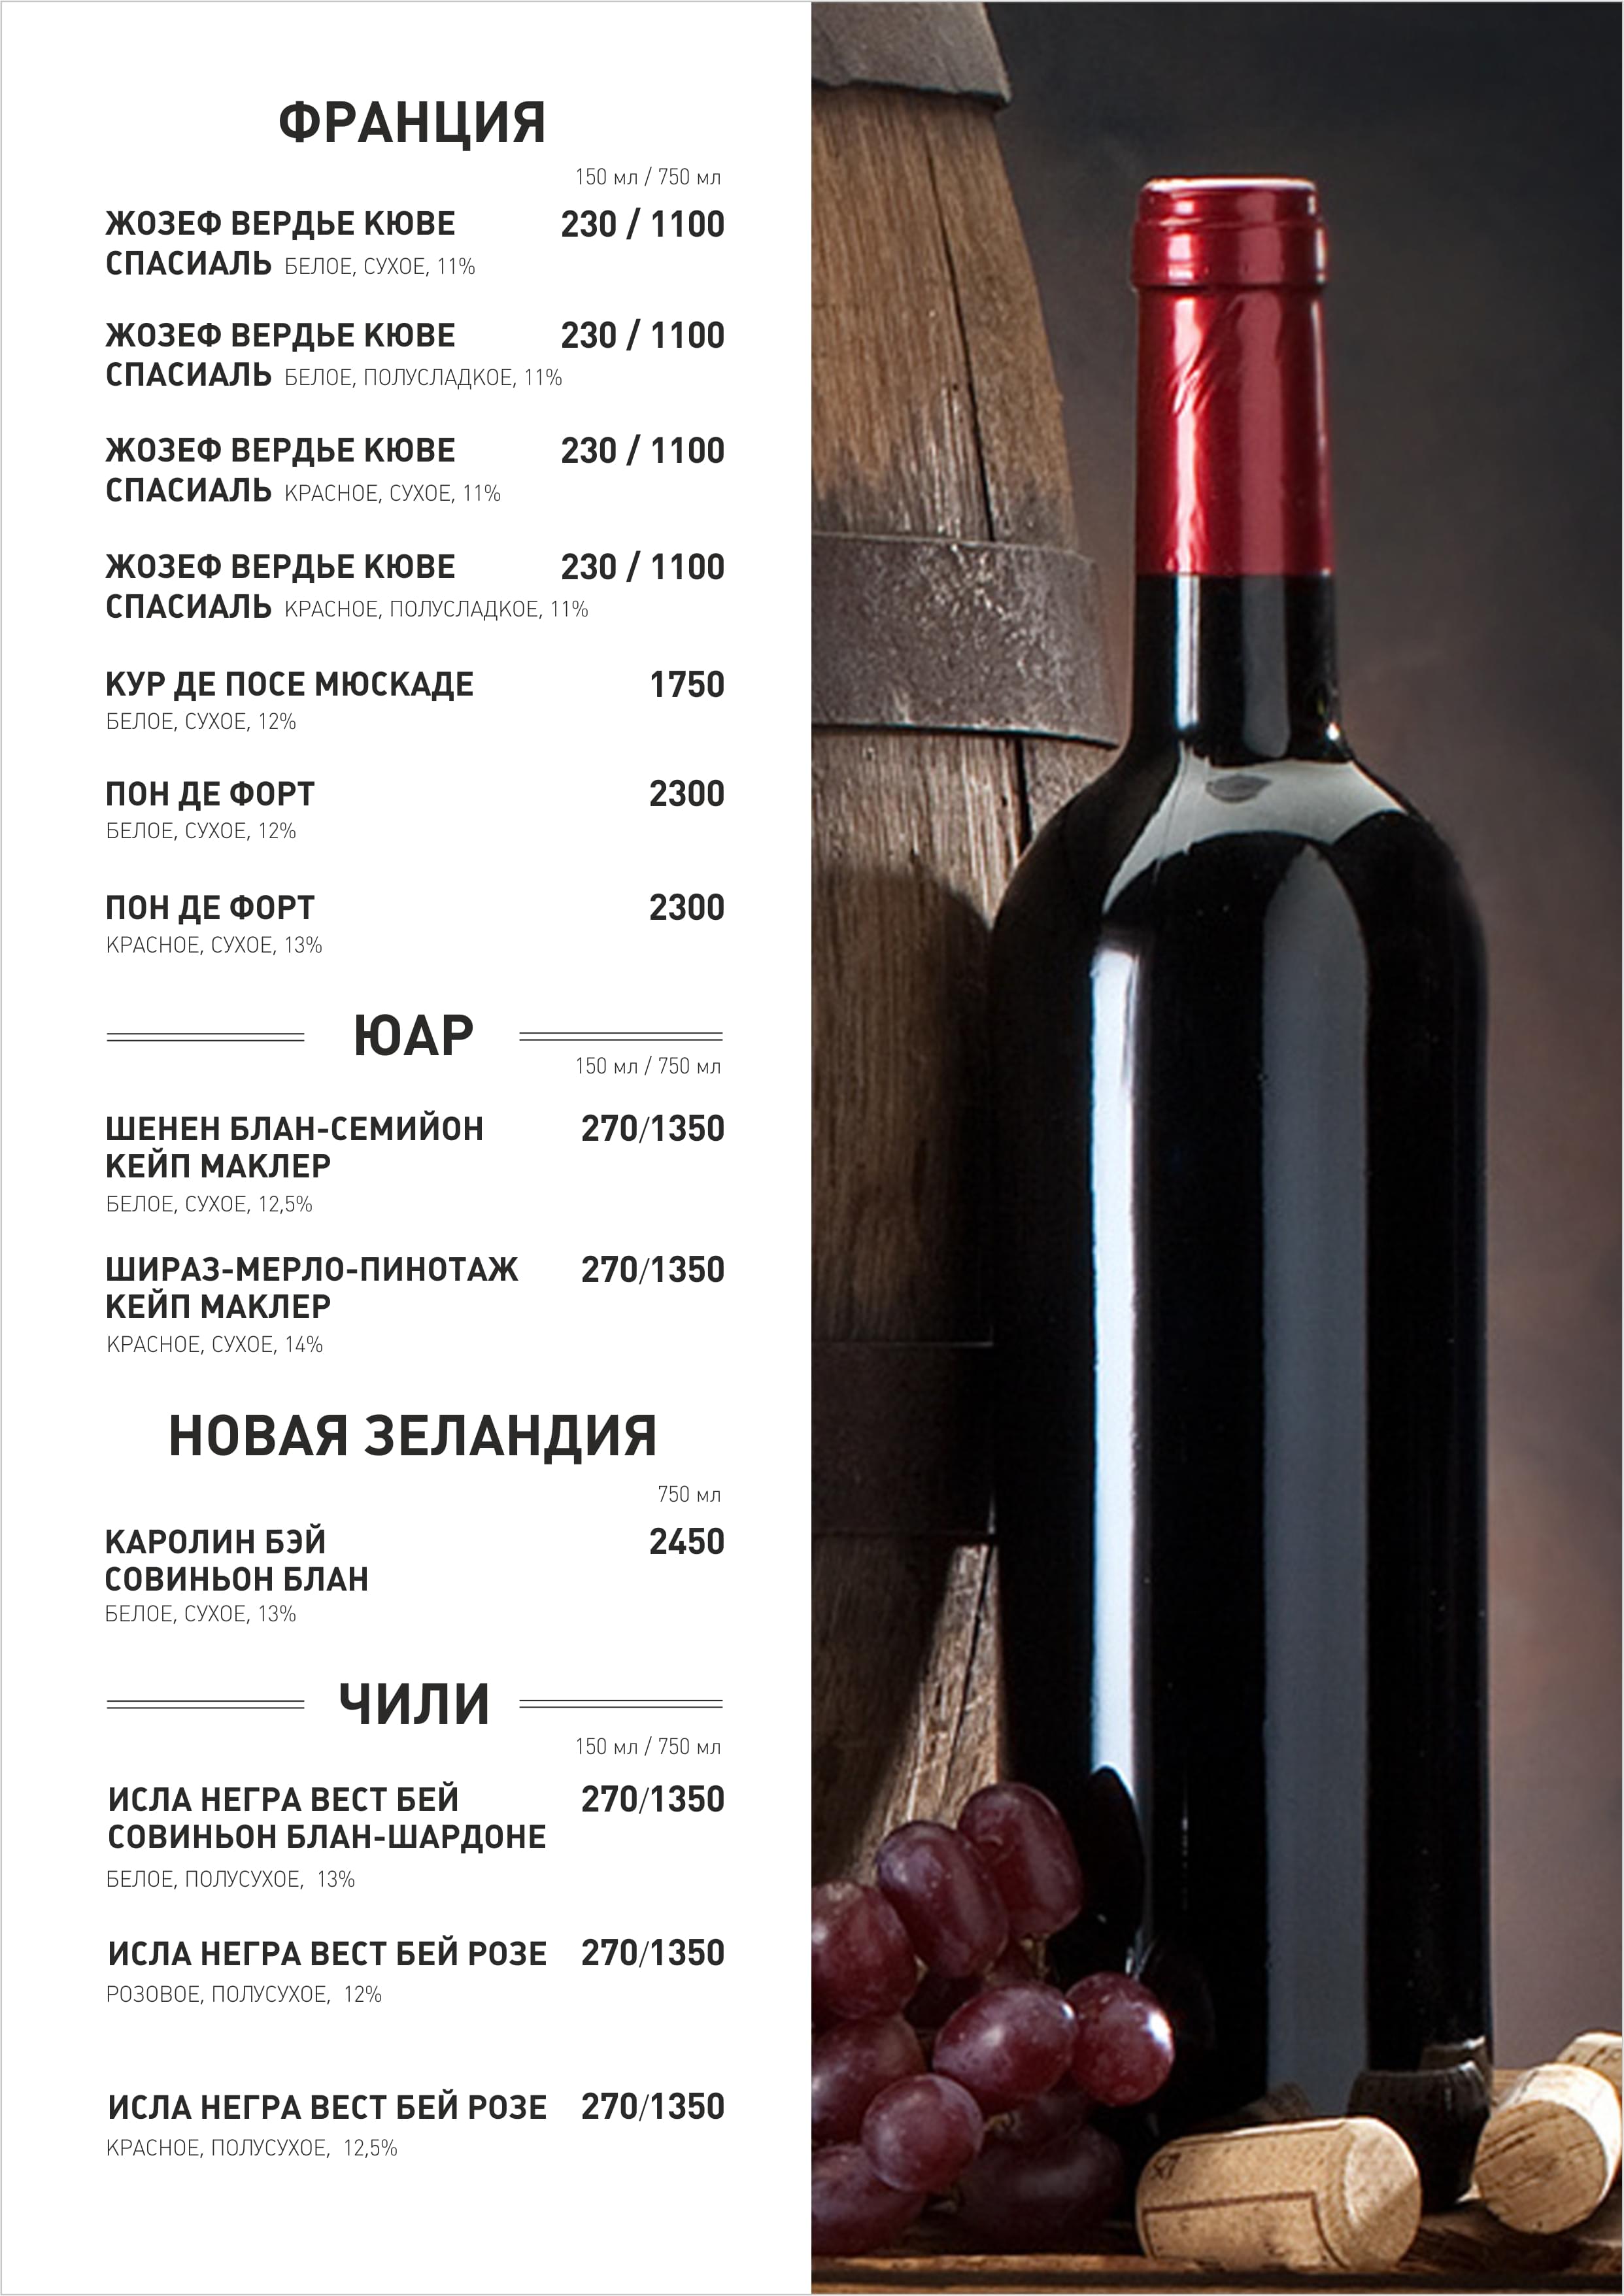 ФРАНЦИЯ
150 мл / 750 мл
ЖОЗЕФ ВЕРДЬЕ КЮВЕ 230 / 1100
СПАСИАЛЬ БЕЛОЕ, СУХОЕ, 11%
ЖОЗЕФ ВЕРДЬЕ КЮВЕ 230 / 1100
СПАСИАЛЬ БЕЛОЕ, ПОЛУСЛАДКОЕ, 11%
ЖОЗЕФ ВЕРДЬЕ КЮВЕ 230 / 1100
СПАСИАЛЬ КРАСНОЕ, СУХОЕ, 11%
ЖОЗЕФ ВЕРДЬЕ КЮВЕ 230 / 1100
СПАСИАЛЬ КРАСНОЕ, ПОЛУСЛАДКОЕ, 11%
КУР ДЕ ПОСЕ МЮСКАДЕ 1750
БЕЛОЕ, СУХОЕ, 12%
ПОН ДЕ ФОРТ 2300
БЕЛОЕ, СУХОЕ, 12%
ПОН ДЕ ФОРТ 2300
КРАСНОЕ, СУХОЕ, 13%
ЮАР
150 мл / 750 мл
ШЕНЕН БЛАН-СЕМИЙОН 270/1350
КЕЙП МАКЛЕР
БЕЛОЕ, СУХОЕ, 12,5%
ШИРАЗ-МЕРЛО-ПИНОТАЖ 270/1350
КЕЙП МАКЛЕР
КРАСНОЕ, СУХОЕ, 14%
НОВАЯ ЗЕЛАНДИЯ
750 мл
КАРОЛИН БЭЙ 2450
СОВИНЬОН БЛАН
БЕЛОЕ, СУХОЕ, 13%
ЧИЛИ
150 мл / 750 мл
ИСЛА НЕГРА ВЕСТ БЕЙ 270/1350
СОВИНЬОН БЛАН-ШАРДОНЕ
БЕЛОЕ, ПОЛУСУХОЕ, 13%
ИСЛА НЕГРА ВЕСТ БЕЙ РОЗЕ 270/1350
РОЗОВОЕ, ПОЛУСУХОЕ, 12%
ИСЛА НЕГРА ВЕСТ БЕЙ РОЗЕ 270/1350
КРАСНОЕ, ПОЛУСУХОЕ, 12,5%